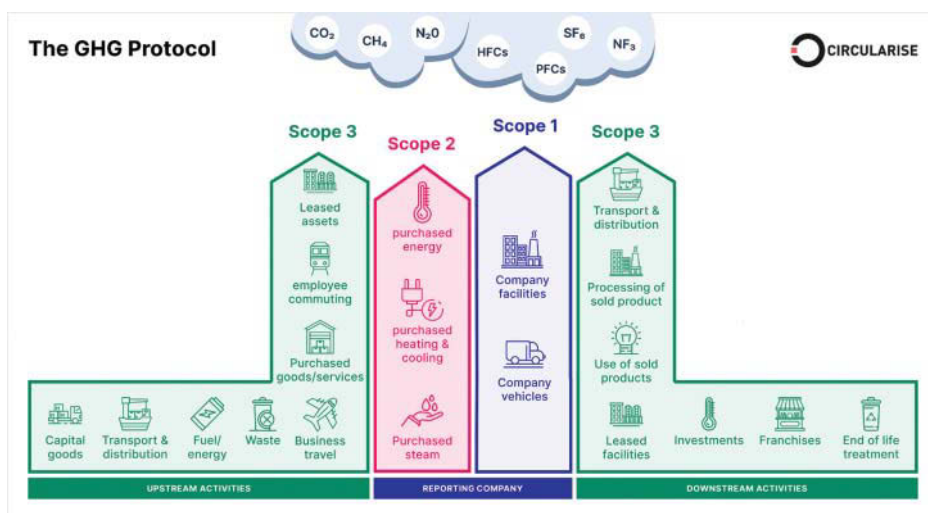 The GHG Protocol
CO₂
CH₄
N₂0
HFCs
PFCs
SF₆
NF₃
CIRCULARISE
Scope 3
Leased
assets
employee
commuting
Purchased
goods/services
Capital
goods
Transport &
distribution
Fuel/
energy
Waste
Business
travel
UPSTREAM ACTIVITIES
Scope 2
purchased
energy
purchased
heating &
cooling
Purchased
steam
Scope 1
Company
facilities
Company
vehicles
REPORTING COMPANY
Scope 3
Transport &
distribution
Processing of
sold product
Use of sold
products
Leased
facilities
Investments
Franchises
End of life
treatment
DOWNSTREAM ACTIVITIES